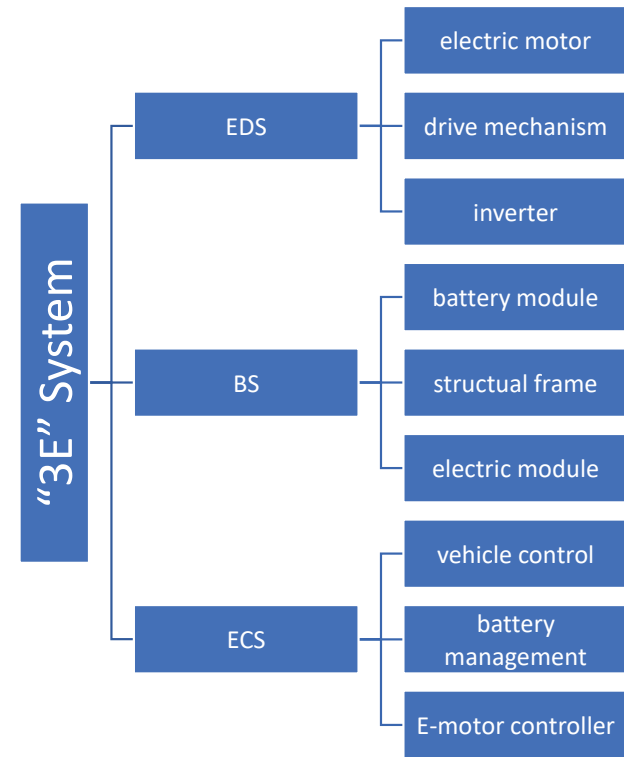 “3E” System
EDS
electric motor
drive mechanism
inverter
BS
battery module
structual frame
electric module
ECS
vehicle control
battery
management
E-motor controller